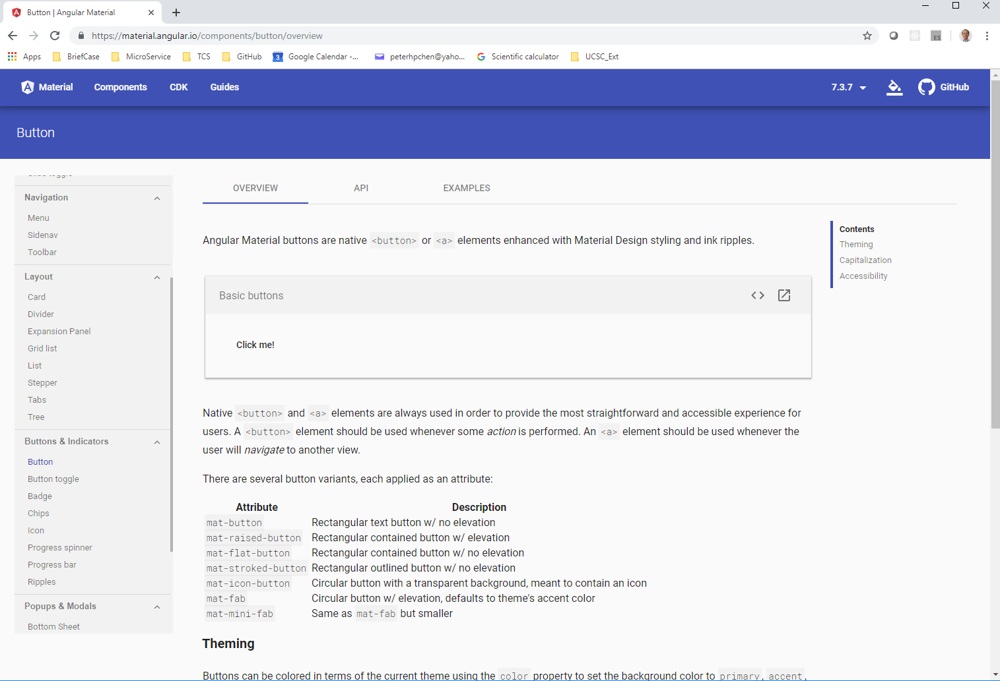 Button | Angular Material
https://material.angular.io/components/button/overview
Apps BriefCase MicroService TCS GitHub 3 Google Calendar -... peterhpchen@yaho... Scientific calculator UCSC_Ext
Material Components CDK Guides 7.3.7 GitHub
Button
Navigation
Menu
Sidenav
Toolbar
Layout
Card
Divider
Expansion Panel
Grid list
List
Stepper
Tabs
Tree
Buttons & Indicators
Button
Button toggle
Badge
Chips
Icon
Progress spinner
Progress bar
Ripples
Popups & Modals
Bottom Sheet
OVERVIEW API EXAMPLES
Angular Material buttons are native <button> or <a> elements enhanced with Material Design styling and ink ripples.
Basic buttons
Click me!
Native <button> and <a> elements are always used in order to provide the most straightforward and accessible experience for
users. A <button> element should be used whenever some action is performed. An <a> element should be used whenever the
user will navigate to another view.
There are several button variants, each applied as an attribute:
Attribute Description
mat-button Rectangular text button w/ no elevation
mat-raised-button Rectangular contained button w/ elevation
mat-flat-button Rectangular contained button w/ no elevation
mat-stroked-button Rectangular outlined button w/ no elevation
mat-icon-button Circular button with a transparent background, meant to contain an icon
mat-fab Circular button w/ elevation, defaults to theme's accent color
mat-mini-fab Same as mat-fab but smaller
Theming
Buttons can be colored in terms of the current theme using the color property to set the background color to primary, accent,
Contents
Theming
Capitalization
Accessibility